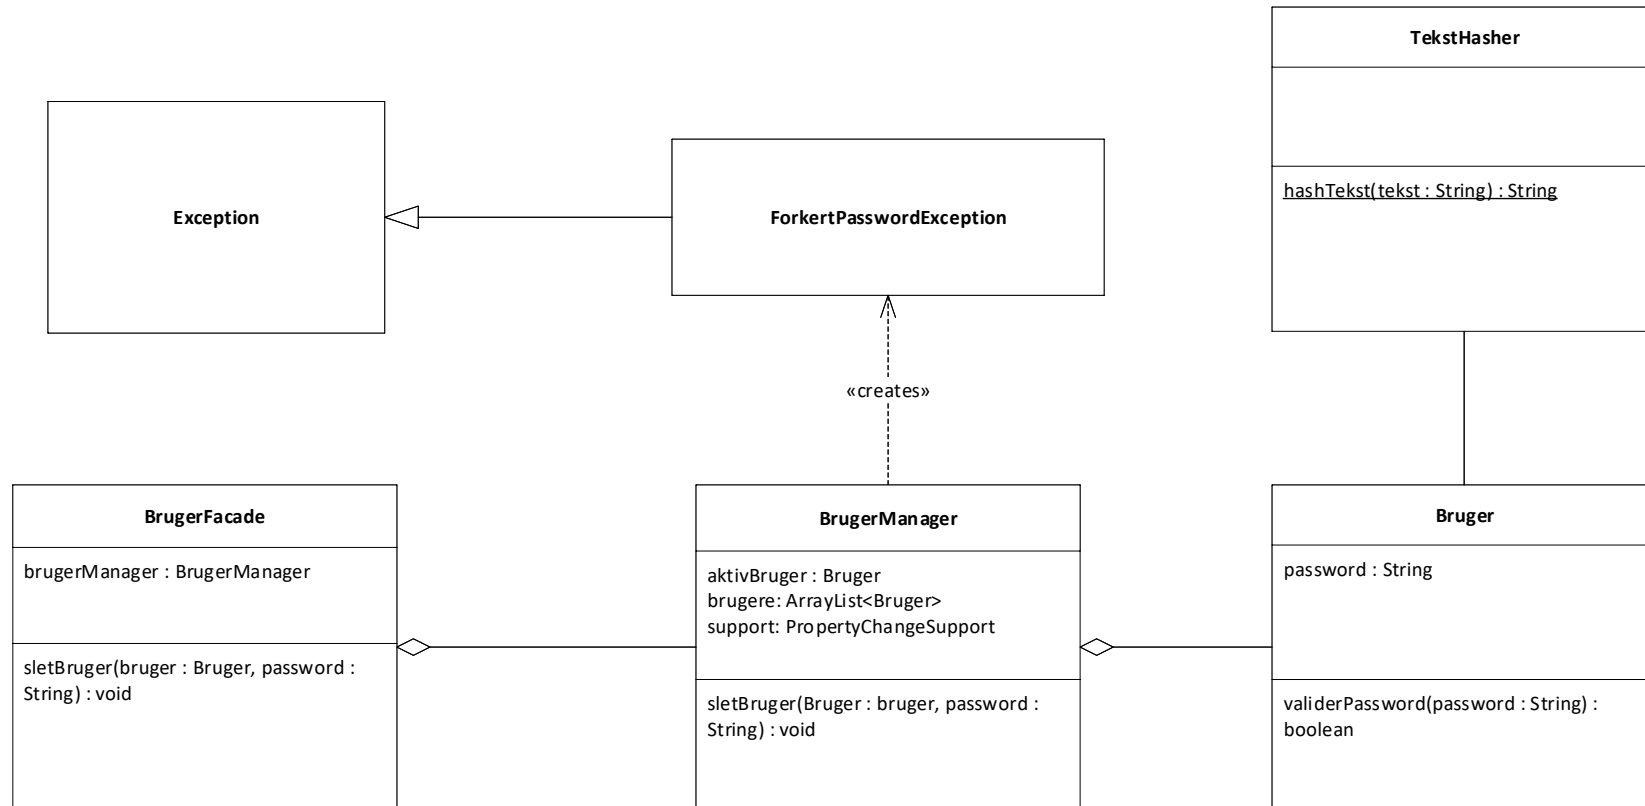 TekstHasher
hashTekst(tekst : String) : String
Exception
ForkertPasswordException
«creates»
BrugerFacade
brugerManager : BrugerManager
sletBruger(bruger : Bruger, password :
String) : void
BrugerManager
aktivBruger : Bruger
brugere: ArrayList<Bruger>
support: PropertyChangeSupport
sletBruger(Bruger : bruger, password :
String) : void
Bruger
password : String
validerPassword(password : String) :
boolean